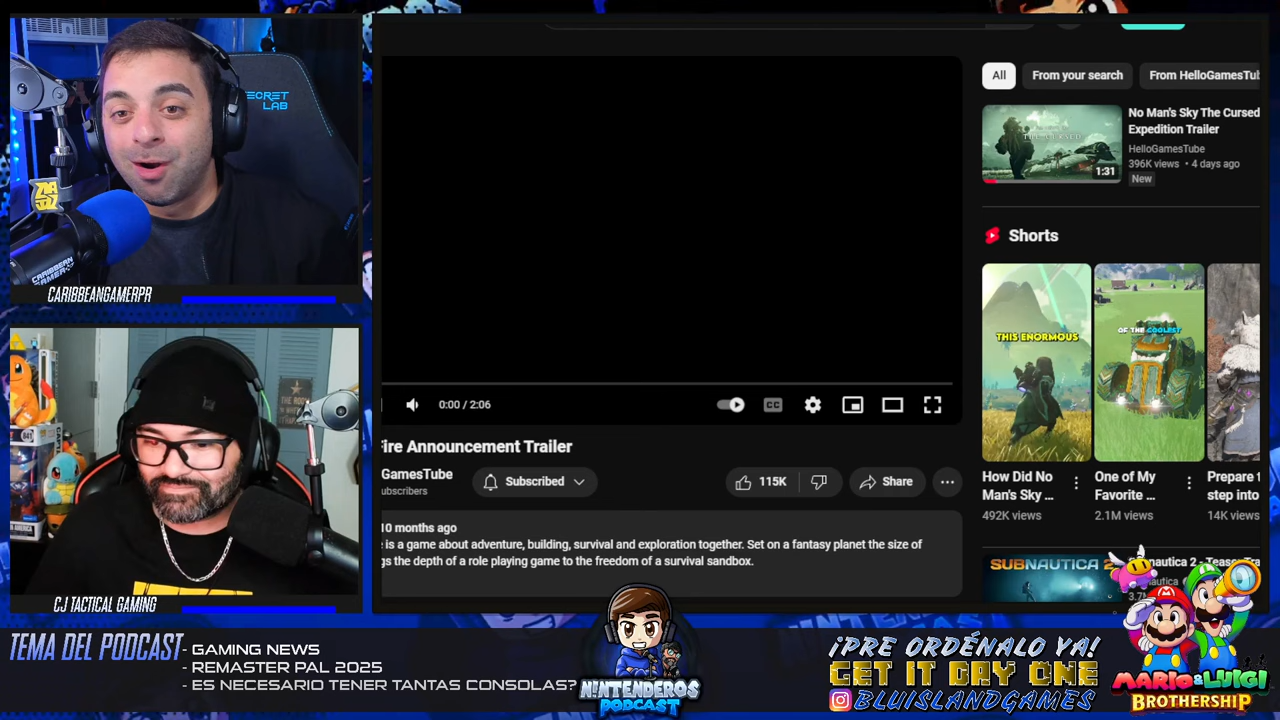 SECRET
LAB
CARIBBEAN
GAMER
CARIBBEANGAMERPR
CJ TACTICAL GAMING
0:00 / 2:06
CC
Fire Announcement Trailer
GamesTube
ubscribers
Subscribed
115K
Share
10 months ago
is a game about adventure, building, survival and exploration together. Set on a fantasy planet the size of
gs the depth of a role playing game to the freedom of a survival sandbox.
All
From your search
From HelloGamesTub
1:31
No Man's Sky The Cursed
Expedition Trailer
HelloGamesTube
396K views • 4 days ago
New
Shorts
THIS ENORMOUS
OF THE COOLEST
How Did No
Man's Sky ...
492K views
One of My
Favorite ...
2.1M views
Prepare t
step into
14K views
SUBNAUTICA 2
TEMA DEL PODCAST
- GAMING NEWS
- REMASTER PAL 2025
- ES NECESARIO TENER TANTAS CONSOLAS?
NINTENDEROS
PODCAST
¡PRE ORDÉNALO YA!
GET IT DAY ONE
BLUISLANDGAMES
MARIO & LUIGI
BROTHERSHIP